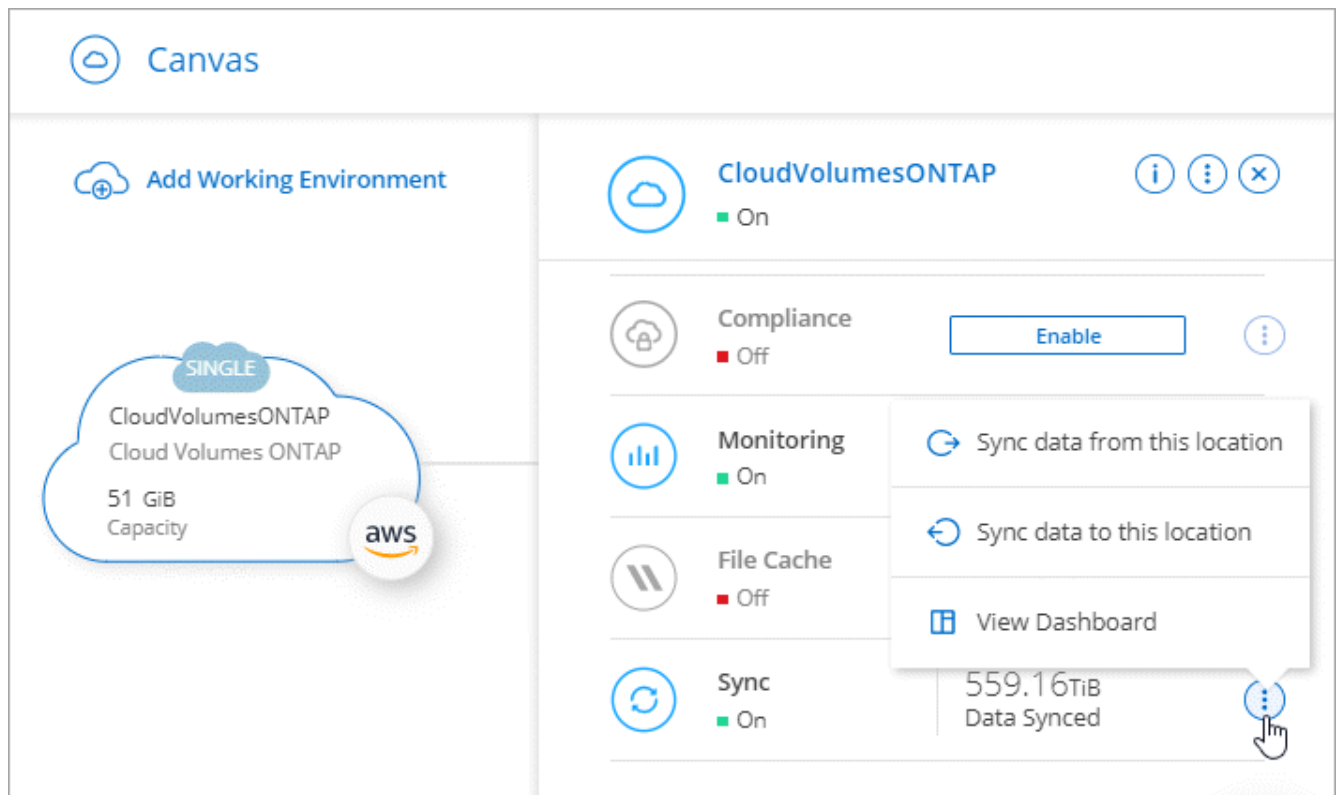 Canvas
Add Working Environment
SINGLE
CloudVolumesONTAP
Cloud Volumes ONTAP
51 GiB
Capacity
aws
CloudVolumesONTAP
On
Compliance
Off
Enable
Monitoring
On
File Cache
Off
Sync
On
559.16TiB
Data Synced
Sync data from this location
Sync data to this location
View Dashboard